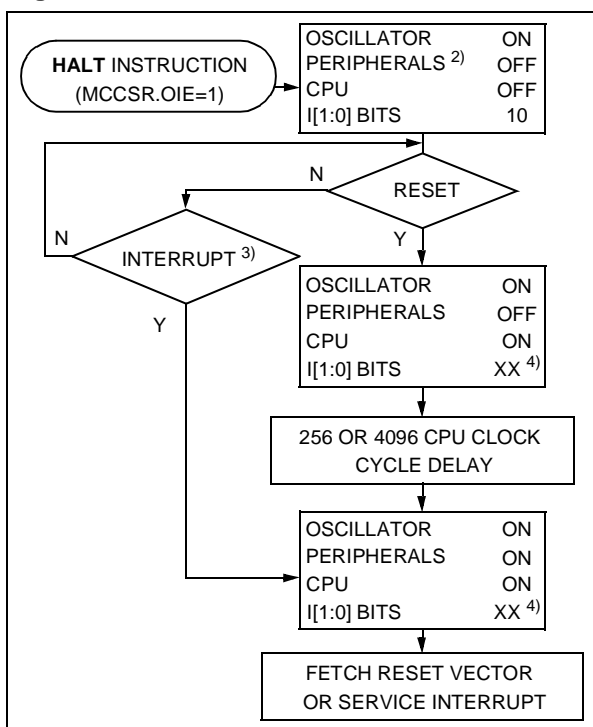 HALT INSTRUCTION
(MCCSR.OIE=1)
OSCILLATOR ON
PERIPHERALS 2) OFF
CPU OFF
I[1:0] BITS 10
RESET
N
Y
INTERRUPT 3)
N
Y
OSCILLATOR ON
PERIPHERALS OFF
CPU ON
I[1:0] BITS XX 4)
256 OR 4096 CPU CLOCK
CYCLE DELAY
OSCILLATOR ON
PERIPHERALS ON
CPU ON
I[1:0] BITS XX 4)
FETCH RESET VECTOR
OR SERVICE INTERRUPT